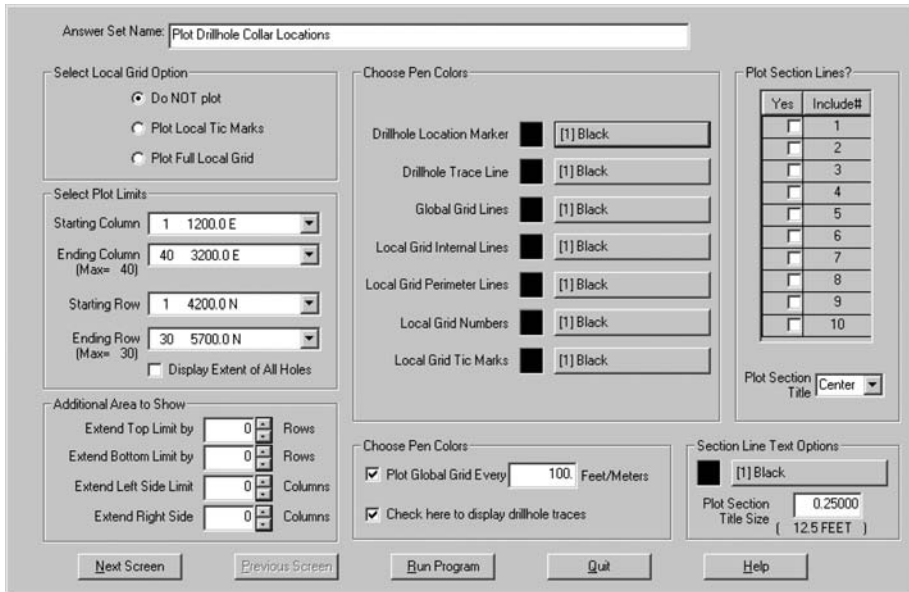 Answer Set Name: Plot Drillhole Collar Locations
Select Local Grid Option
Do NOT plot
Plot Local Tic Marks
Plot Full Local Grid
Select Plot Limits
Starting Column 1 1200.0 E
Ending Column 40 3200.0 E
(Max= 40)
Starting Row 1 4200.0 N
Ending Row 30 5700.0 N
(Max= 30)
Display Extent of All Holes
Additional Area to Show
Extend Top Limit by 0 Rows
Extend Bottom Limit by 0 Rows
Extend Left Side Limit 0 Columns
Extend Right Side 0 Columns
Choose Pen Colors
Drillhole Location Marker [1] Black
Drillhole Trace Line [1] Black
Global Grid Lines [1] Black
Local Grid Internal Lines [1] Black
Local Grid Perimeter Lines [1] Black
Local Grid Numbers [1] Black
Local Grid Tic Marks [1] Black
Choose Pen Colors
Plot Global Grid Every 100. Feet/Meters
Check here to display drillhole traces
Plot Section Lines?
Yes Include#
1
2
3
4
5
6
7
8
9
10
Plot Section
Title Center
Section Line Text Options
[1] Black
Plot Section 0.25000
Title Size
( 12.5 FEET )
Next Screen Previous Screen Run Program Quit Help